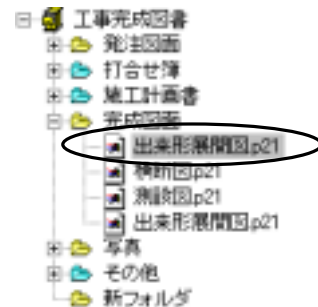 工事完成図書
発注図面
打合せ簿
施工計画書
完成図面
出来形展開図.p21
横断図.p21
測設図.p21
出来形展開図.p21
写真
その他
新フォルダ